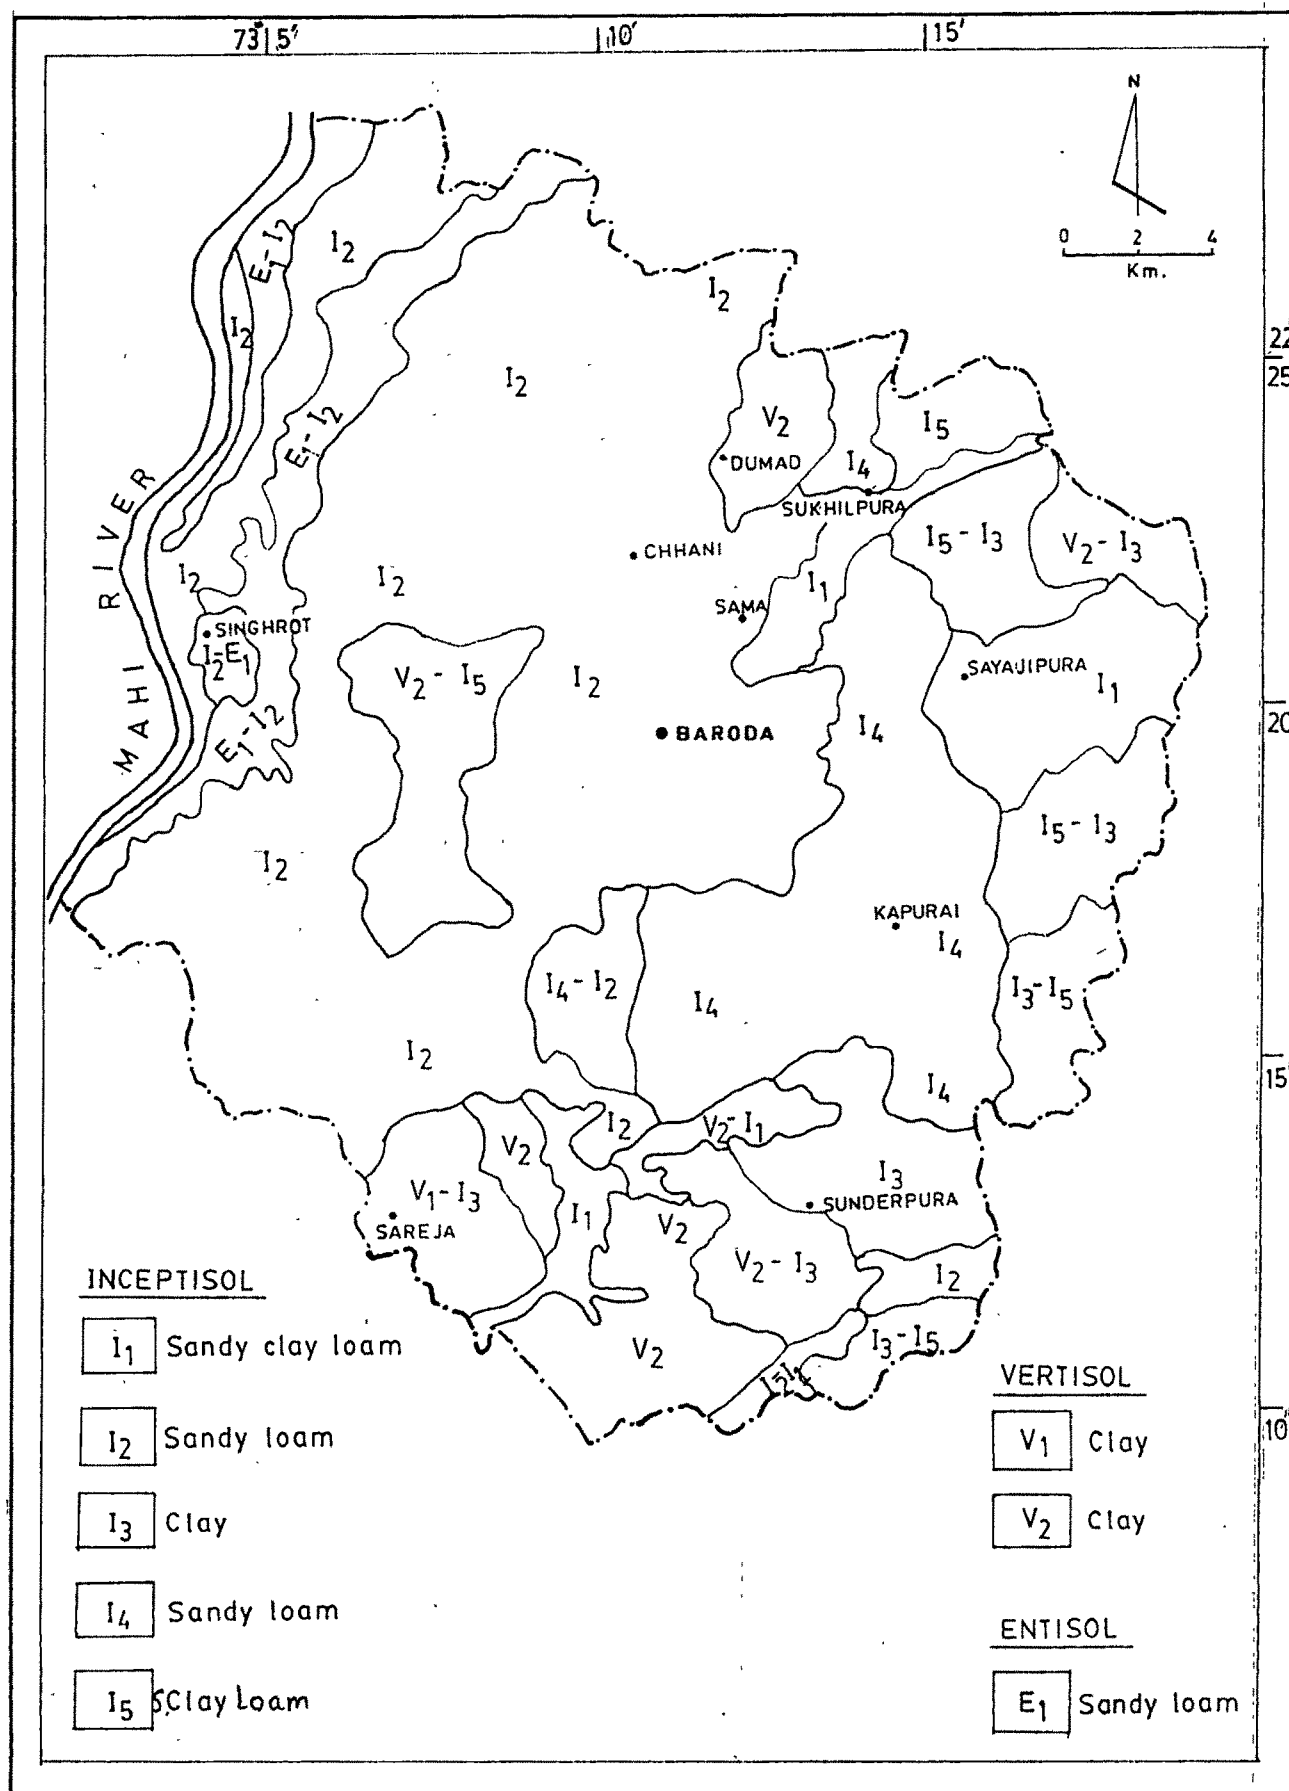 73°5' 10' 15'
N
0 2 4
Km.
22
25
E1-I2
I2
I2
I2
I2
I2
E1-I2
V2
DUMAD
I4
I5
SUKHILPURA
MAHI RIVER
CHHANI
I5-I3
V2-I3
I2
I2
I1
SAMA
SINGHROT
I2-E1
V2-I5
I2
SAYAJIPURA
I1
20
E1-I2
BARODA
I4
I5-I3
I2
KAPURAI
I4
I4-I2
I4
I3-I5
I2
15'
I4
I2
V2-I1
V2
V1-I3
I3
SUNDERPURA
SAREJA
I1
V2
V2-I3
I2
V2
I3-I5
10'
INCEPTISOL
I1 Sandy clay loam
I2 Sandy loam
I3 Clay
I4 Sandy loam
I5 Clay Loam
VERTISOL
V1 Clay
V2 Clay
ENTISOL
E1 Sandy loam